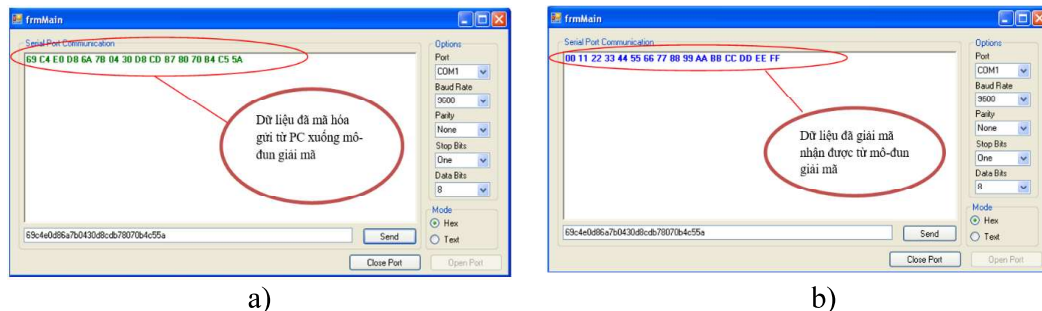 frmMain
Serial Port Communication
69 C4 E0 D8 6A 7B 04 30 D8 CD B7 80 70 B4 C5 5A
Dữ liệu đã mã hóa
gửi từ PC xuống mô-
đun giải mã
69c4e0d86a7b0430d8cdb78070b4c55a
Send
Close Port
Options
Port
COM1
Baud Rate
9600
Parity
None
Stop Bits
One
Data Bits
8
Mode
Hex
Text
Open Port
a)
frmMain
Serial Port Communication
00 11 22 33 44 55 66 77 88 99 AA BB CC DD EE FF
Dữ liệu đã giải mã
nhận được từ mô-đun
giải mã
69c4e0d86a7b0430d8cdb78070b4c55a
Send
Close Port
Options
Port
COM1
Baud Rate
9600
Parity
None
Stop Bits
One
Data Bits
8
Mode
Hex
Text
Open Port
b)